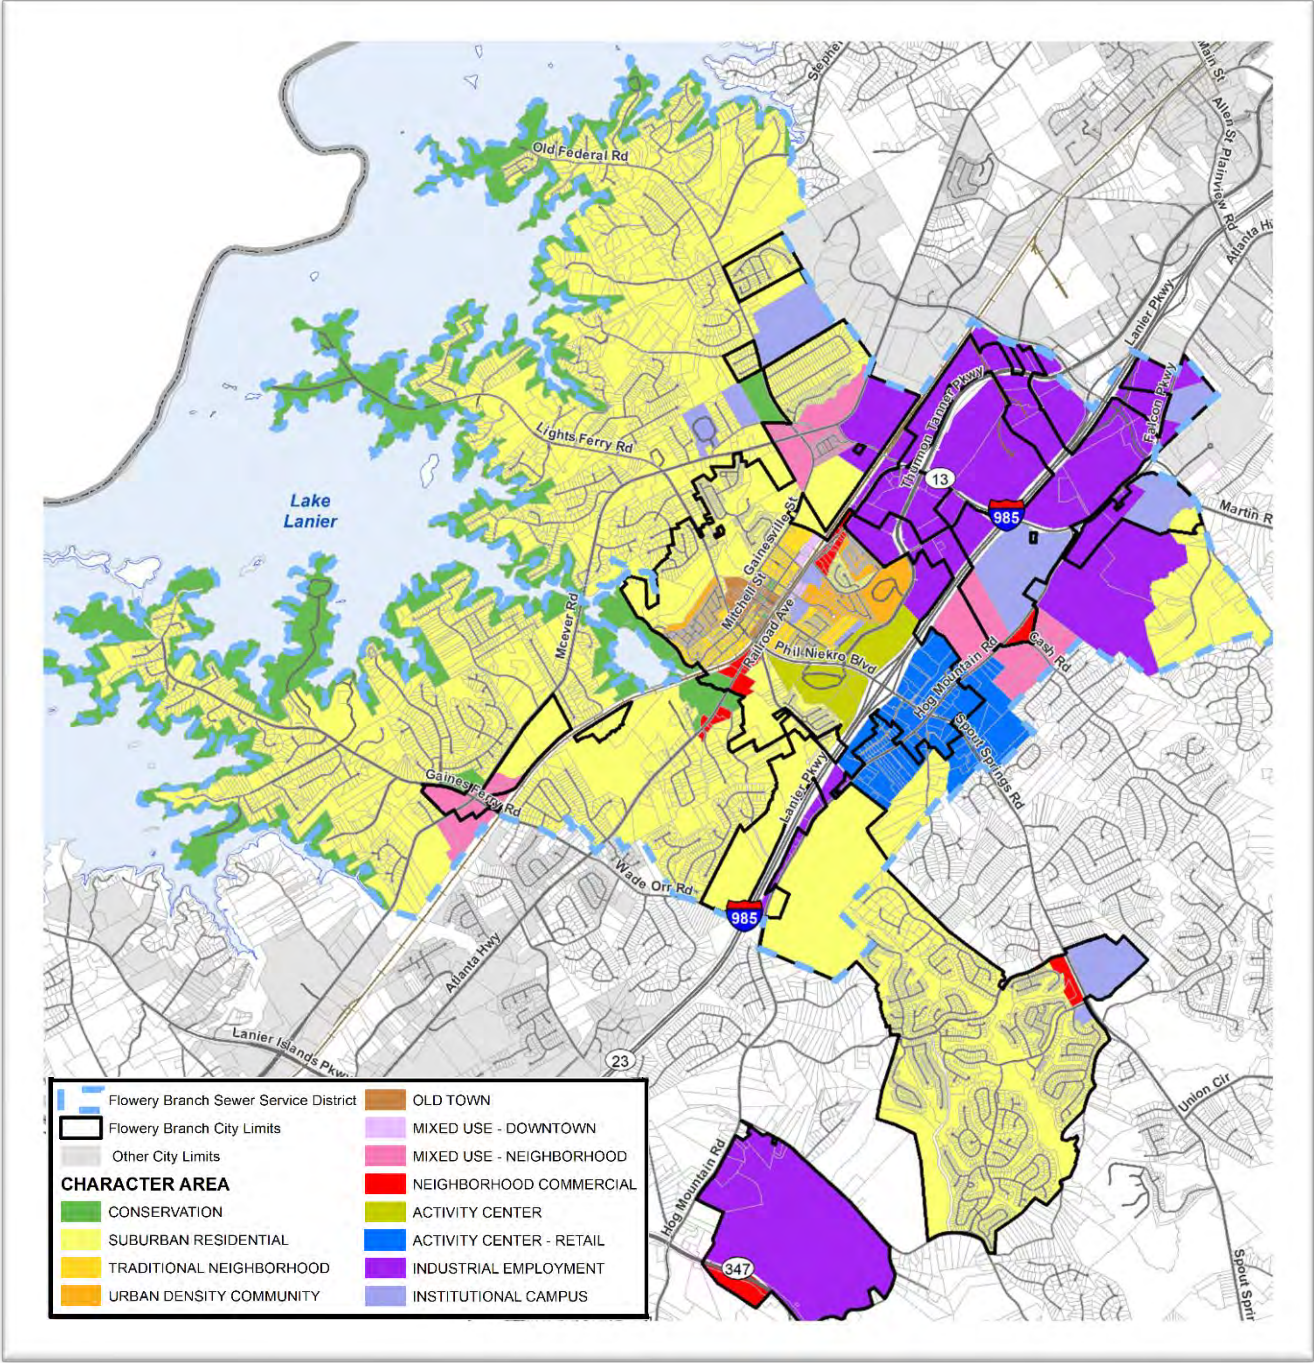 Stephe
Main St
Allen St
Plainview Rd
Atlanta Hi
Old Federal Rd
Lanier Pkwy
Falcon Pkwy
Thurmon Tanner Pkwy
Lights Ferry Rd
13
985
Martin R
Lake
Lanier
Gainesville St
Mitchell St
Railroad Ave
Mcever Rd
Phil Niekro Blvd
Hog Mountain Rd
Cash Rd
Spout Springs Rd
Gaines Ferry Rd
Lanier Pkwy
Wade Orr Rd
985
Atlanta Hwy
Lanier Islands Pkwy
23
Union Cir
Hog Mountain Rd
347
Spout Sprin
Flowery Branch Sewer Service District
Flowery Branch City Limits
Other City Limits
CHARACTER AREA
CONSERVATION
SUBURBAN RESIDENTIAL
TRADITIONAL NEIGHBORHOOD
URBAN DENSITY COMMUNITY
OLD TOWN
MIXED USE - DOWNTOWN
MIXED USE - NEIGHBORHOOD
NEIGHBORHOOD COMMERCIAL
ACTIVITY CENTER
ACTIVITY CENTER - RETAIL
INDUSTRIAL EMPLOYMENT
INSTITUTIONAL CAMPUS